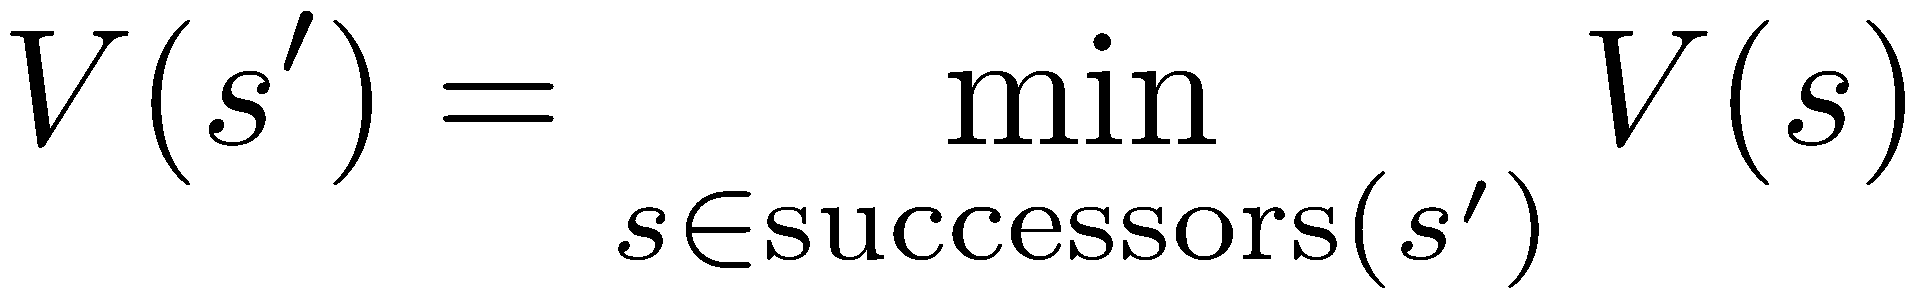 V(s′) = min V(s)
s∈successors(s′)